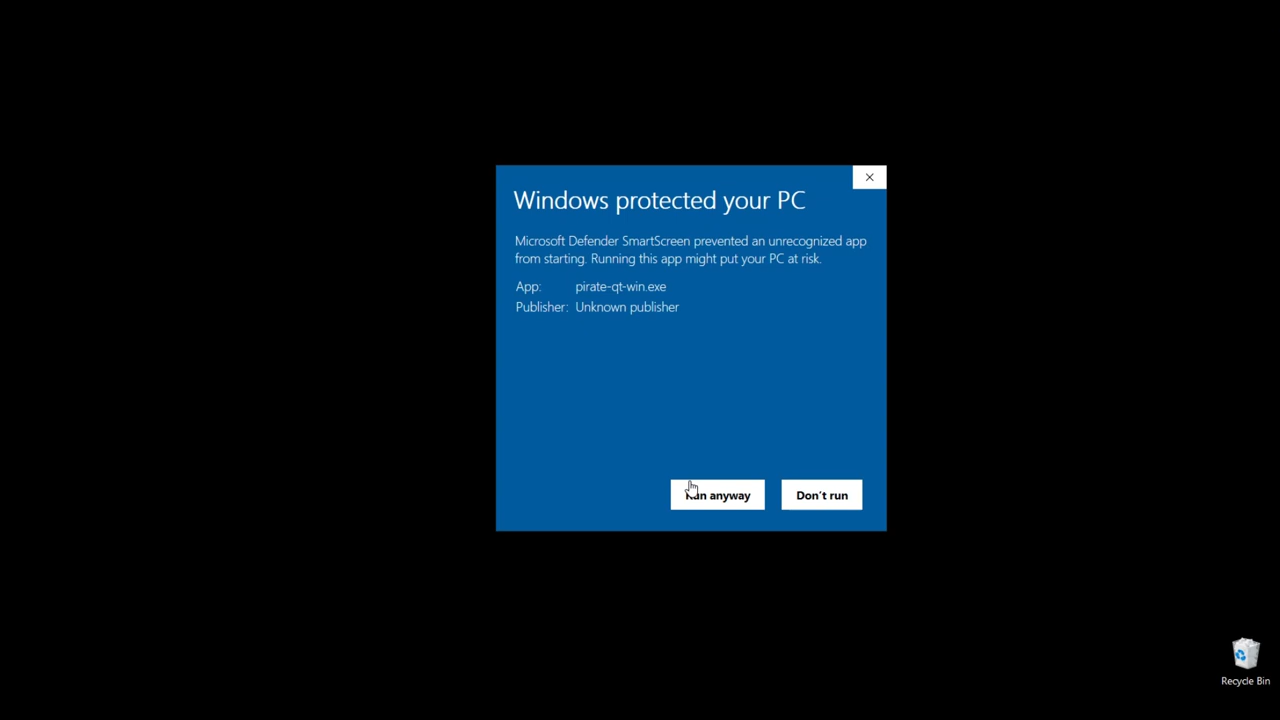 Windows protected your PC
Microsoft Defender SmartScreen prevented an unrecognized app
from starting. Running this app might put your PC at risk.
App: pirate-qt-win.exe
Publisher: Unknown publisher
Run anyway Don't run
Recycle Bin